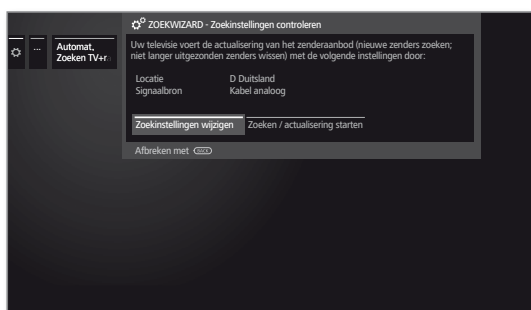 ZOEKWIZARD - Zoekinstellingen controleren
...
Automat,
Zoeken TV+r
Uw televisie voert de actualisering van het zenderaanbod (nieuwe zenders zoeken;
niet langer uitgezonden zenders wissen) met de volgende instellingen door:
Locatie D Duitsland
Signaalbron Kabel analoog
Zoekinstellingen wijzigen Zoeken / actualisering starten
Afbreken met BACK